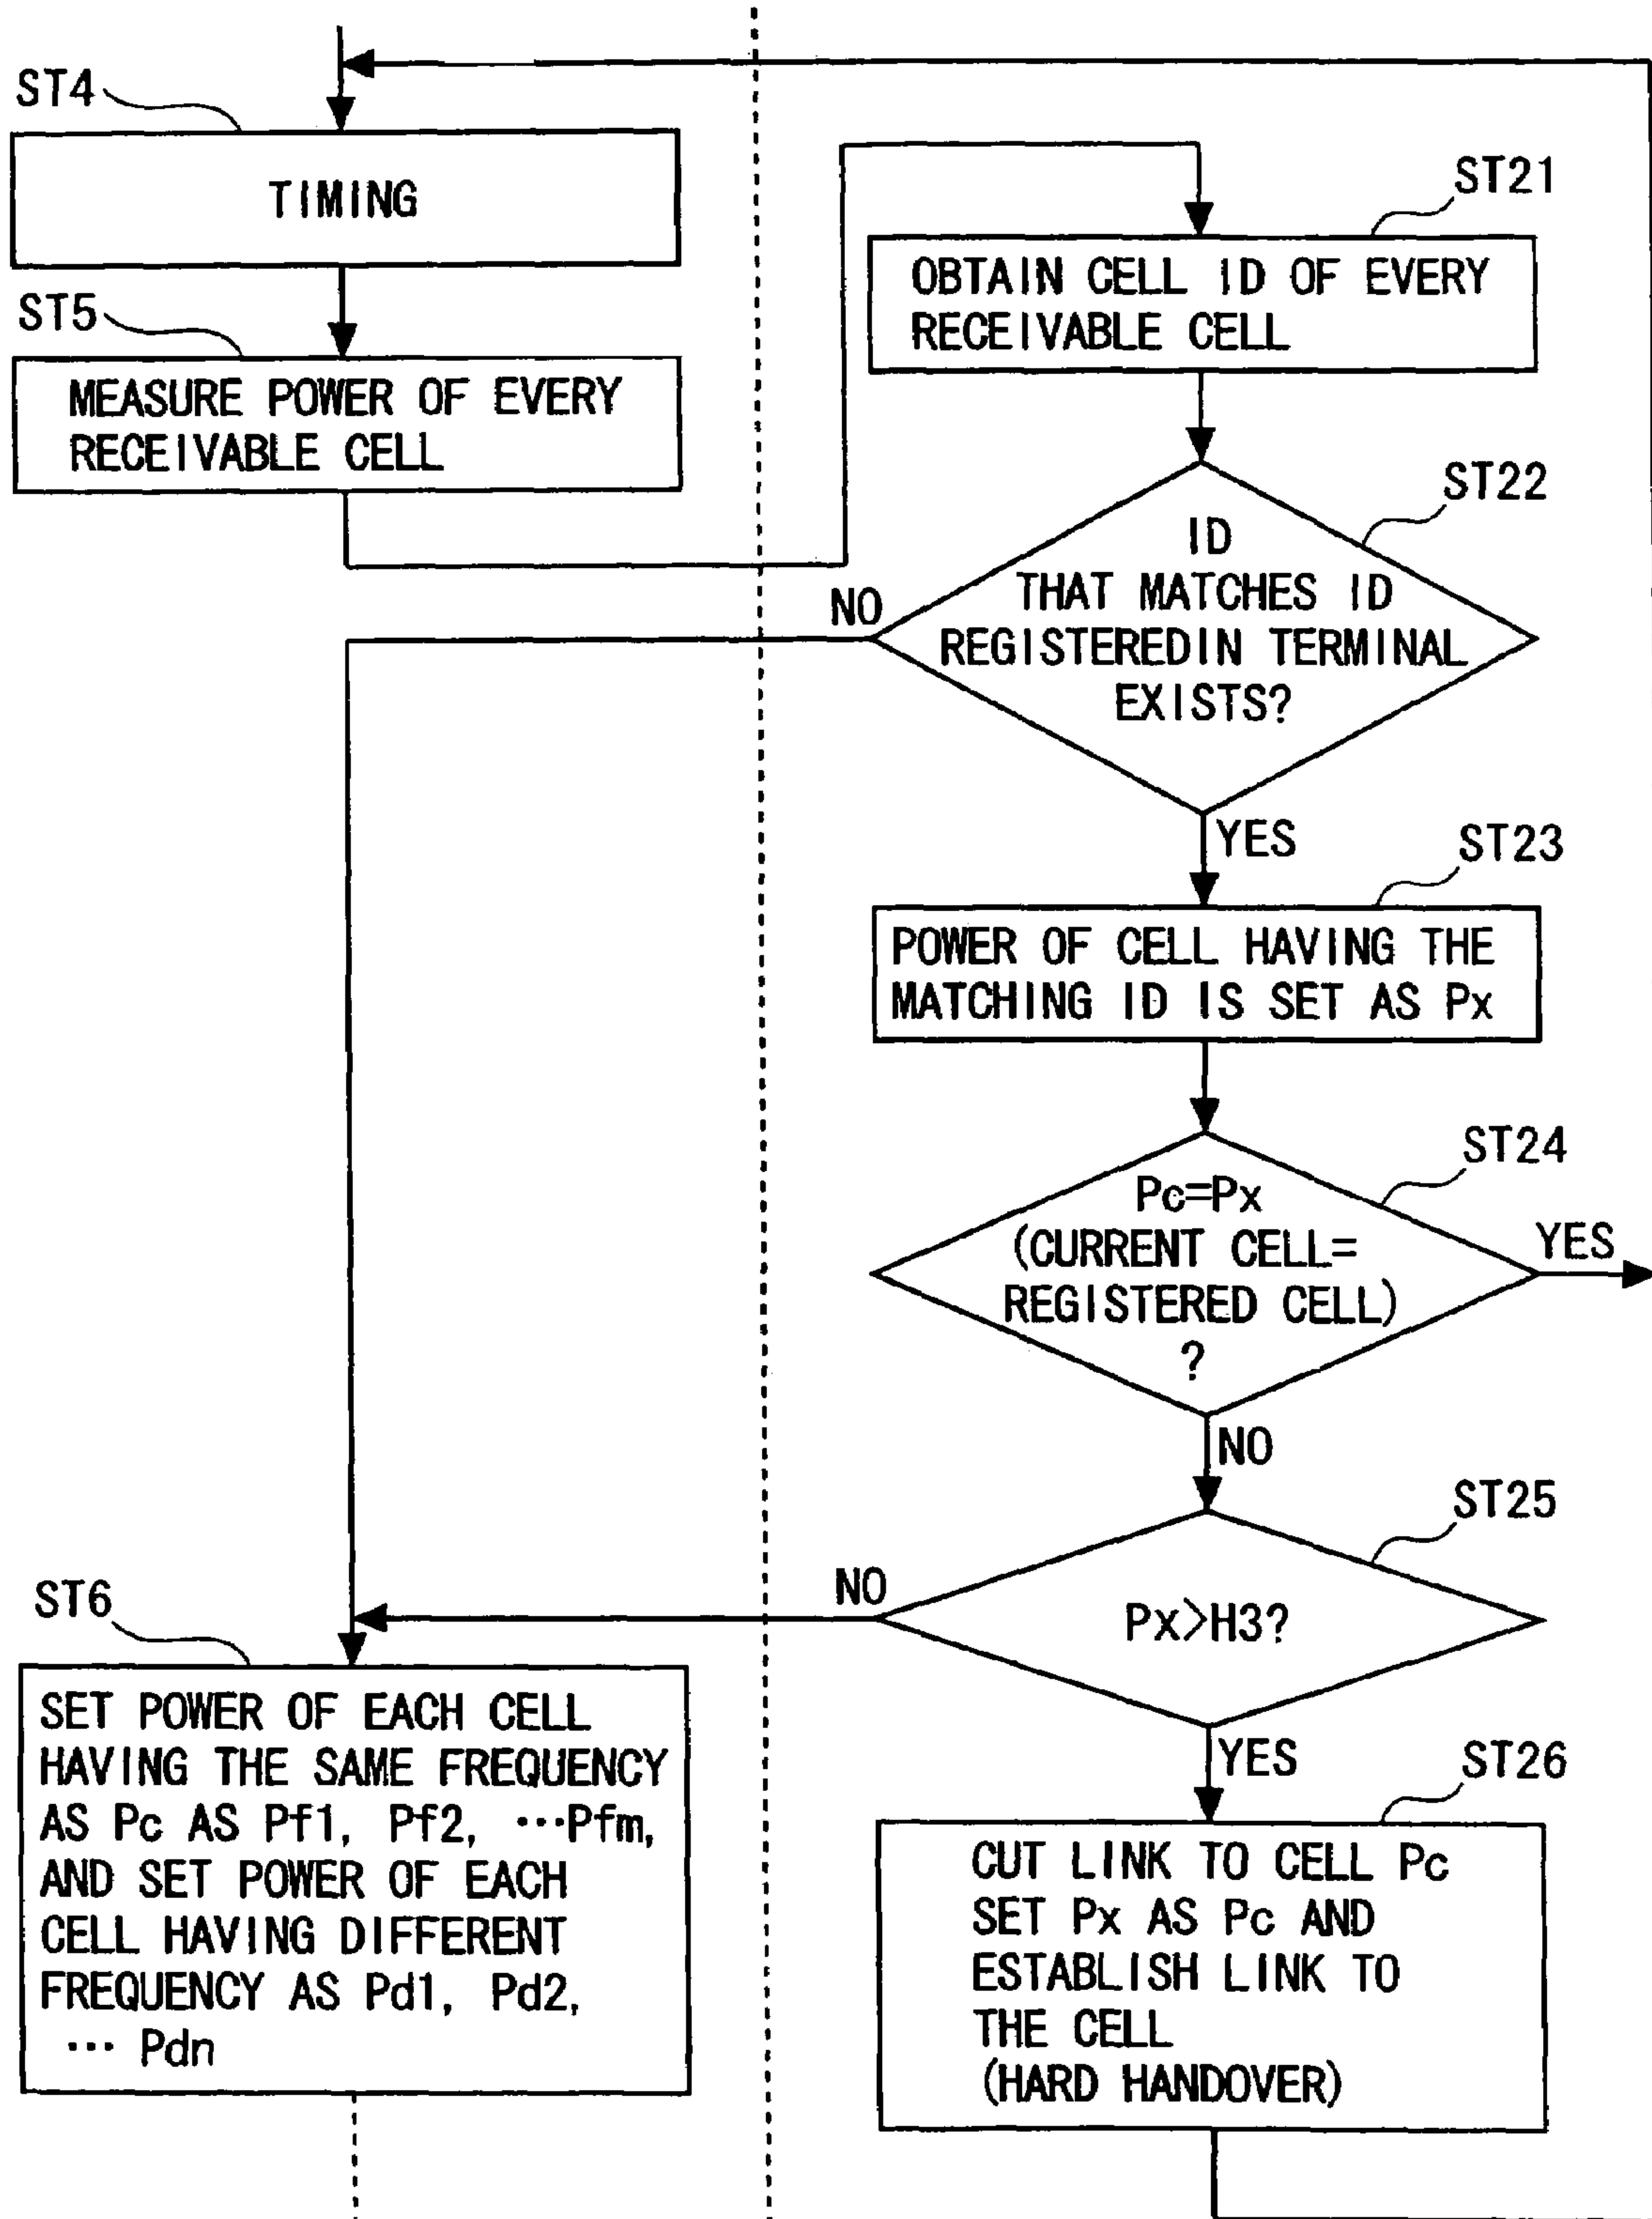 ST4
TIMING
ST5
MEASURE POWER OF EVERY
RECEIVABLE CELL
ST21
OBTAIN CELL ID OF EVERY
RECEIVABLE CELL
ST22
ID
THAT MATCHES ID
REGISTEREDIN TERMINAL
EXISTS?
NO
YES
ST23
POWER OF CELL HAVING THE
MATCHING ID IS SET AS Px
ST24
Pc=Px
(CURRENT CELL=
REGISTERED CELL)
?
YES
NO
ST25
Px>H3?
NO
YES
ST6
SET POWER OF EACH CELL
HAVING THE SAME FREQUENCY
AS Pc AS Pf1, Pf2, …Pfm,
AND SET POWER OF EACH
CELL HAVING DIFFERENT
FREQUENCY AS Pd1, Pd2,
… Pdn
ST26
CUT LINK TO CELL Pc
SET Px AS Pc AND
ESTABLISH LINK TO
THE CELL
(HARD HANDOVER)